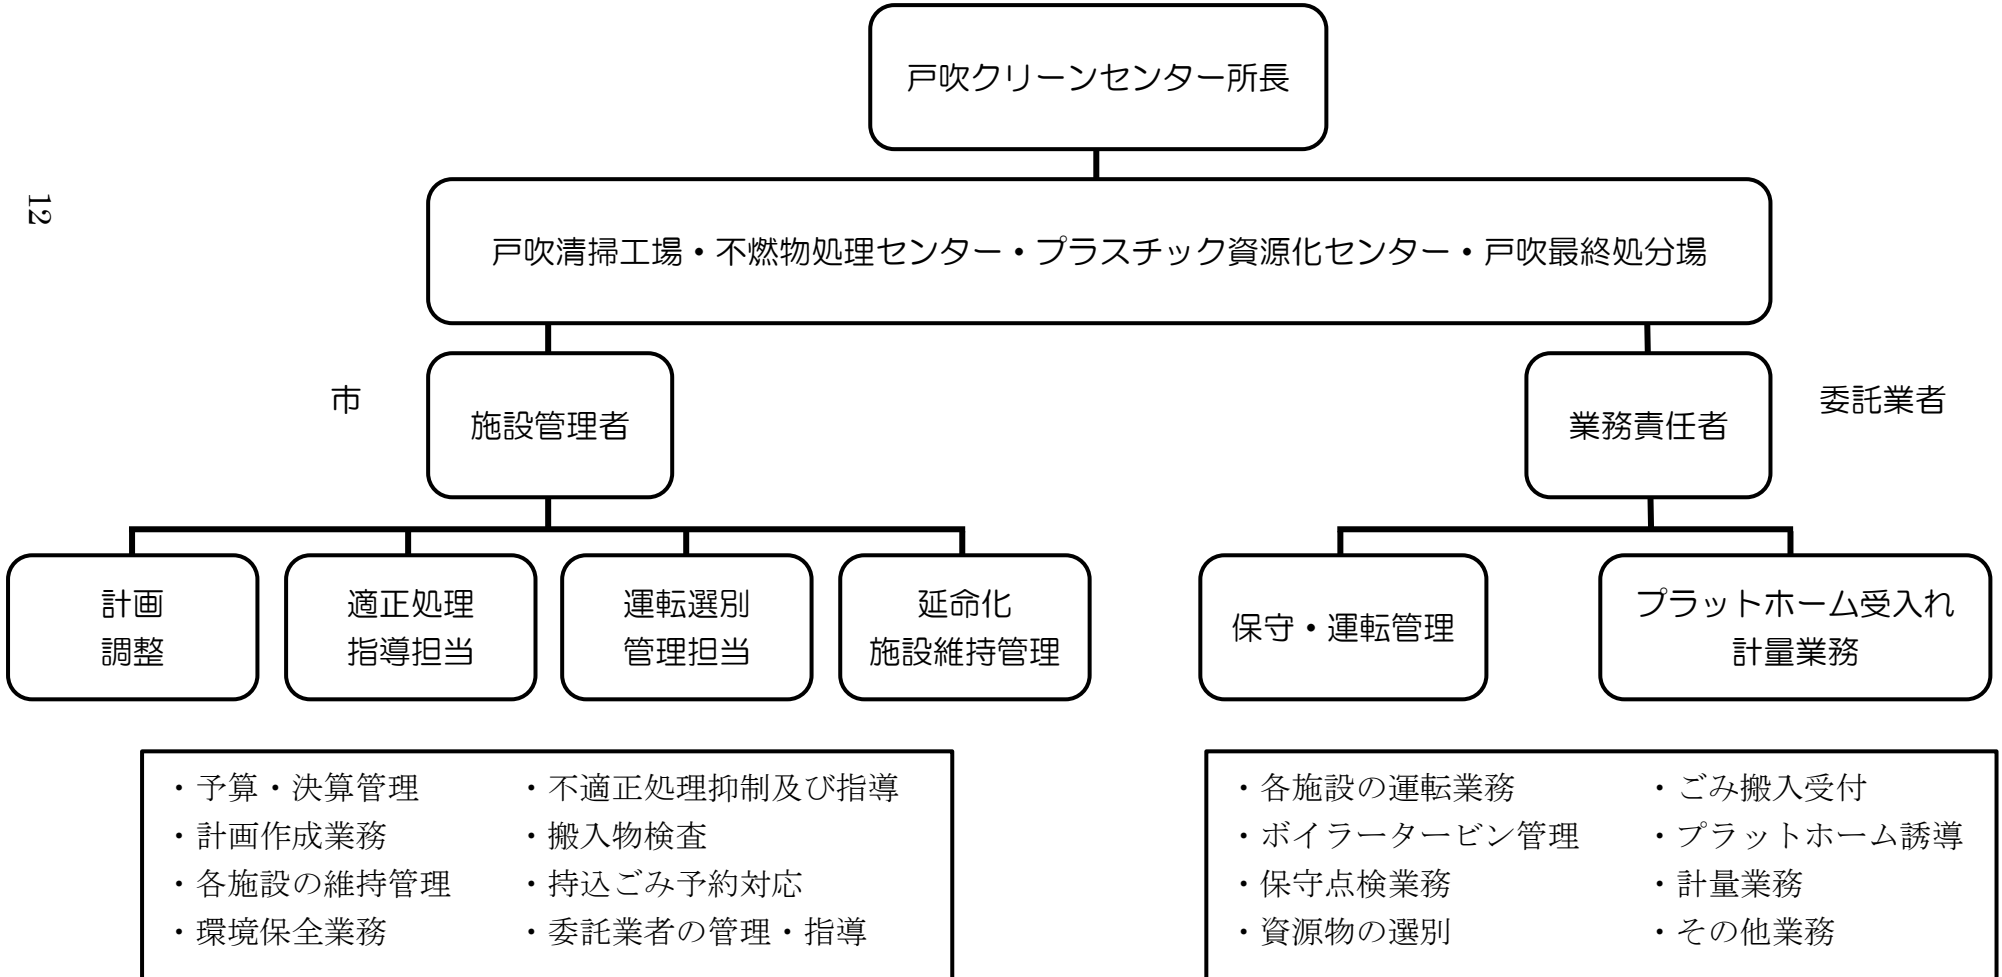 戸吹クリーンセンター所長
12
戸吹清掃工場・不燃物処理センター・プラスチック資源化センター・戸吹最終処分場
市
施設管理者
業務責任者
委託業者
計画
調整
適正処理
指導担当
運転選別
管理担当
延命化
施設維持管理
保守・運転管理
プラットホーム受入れ
計量業務
・予算・決算管理
・計画作成業務
・各施設の維持管理
・環境保全業務
・不適正処理抑制及び指導
・搬入物検査
・持込ごみ予約対応
・委託業者の管理・指導
・各施設の運転業務
・ボイラータービン管理
・保守点検業務
・資源物の選別
・ごみ搬入受付
・プラットホーム誘導
・計量業務
・その他業務